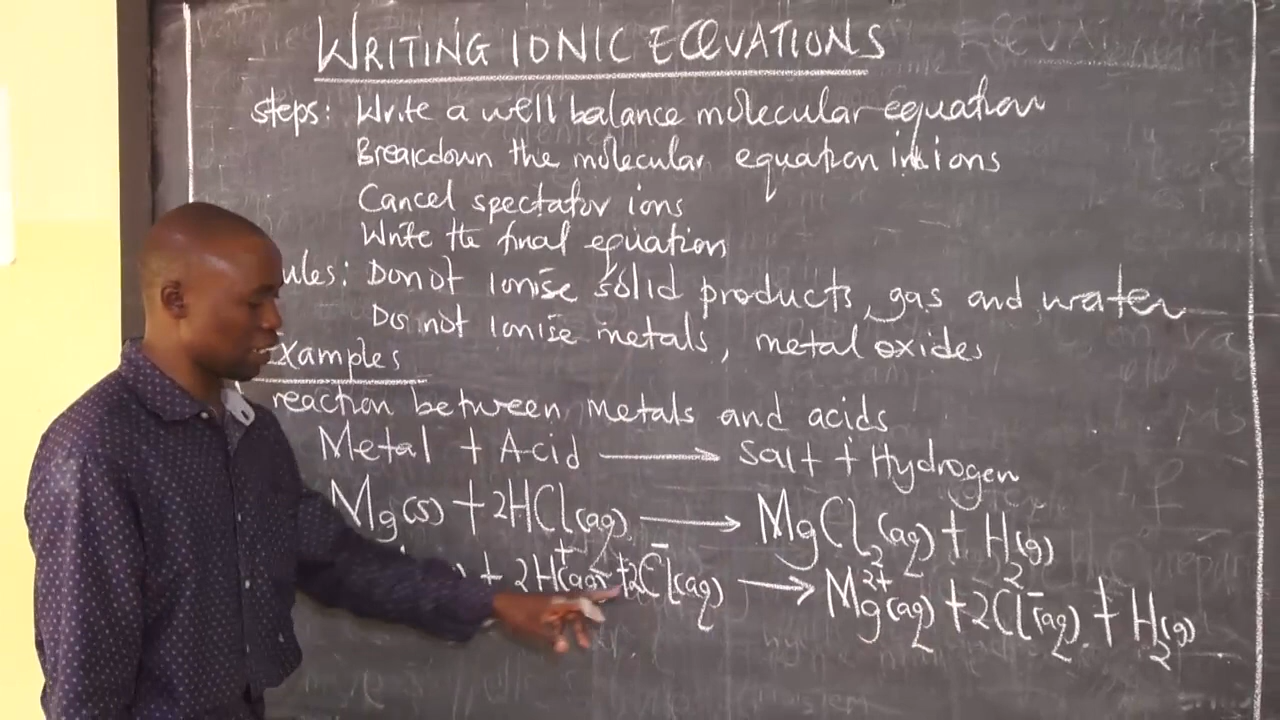 WRITING IONIC EQUATIONS
steps: Write a well balance molecular equation
Breakdown the molecular equation in ions
Cancel spectator ions
Write the final equation
ules: Do not Ionise solid products, gas and water
Do not Ionise metals, metal oxides
Examples
reaction between metals and acids
Metal + Acid → Salt + Hydrogen
Mg(s) + 2HCl(aq) → MgCl₂(aq) + H₂(g)
) + 2H⁺(aq) + 2Cl⁻(aq) → Mg²⁺(aq) + 2Cl⁻(aq) + H₂(g)